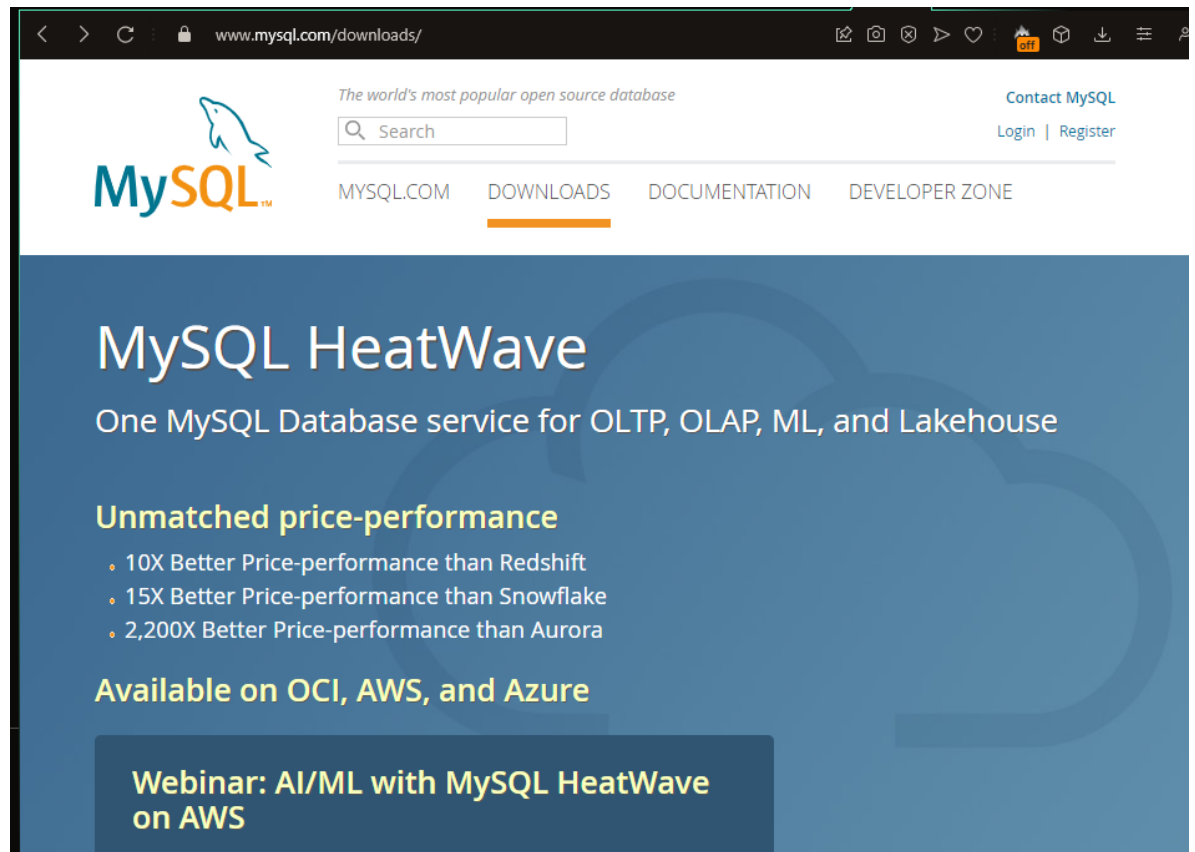 www.mysql.com/downloads/
off
The world's most popular open source database
Contact MySQL
Search
Login | Register
MySQL™
MYSQL.COM DOWNLOADS DOCUMENTATION DEVELOPER ZONE
MySQL HeatWave
One MySQL Database service for OLTP, OLAP, ML, and Lakehouse
Unmatched price-performance
10X Better Price-performance than Redshift
15X Better Price-performance than Snowflake
2,200X Better Price-performance than Aurora
Available on OCI, AWS, and Azure
Webinar: AI/ML with MySQL HeatWave
on AWS